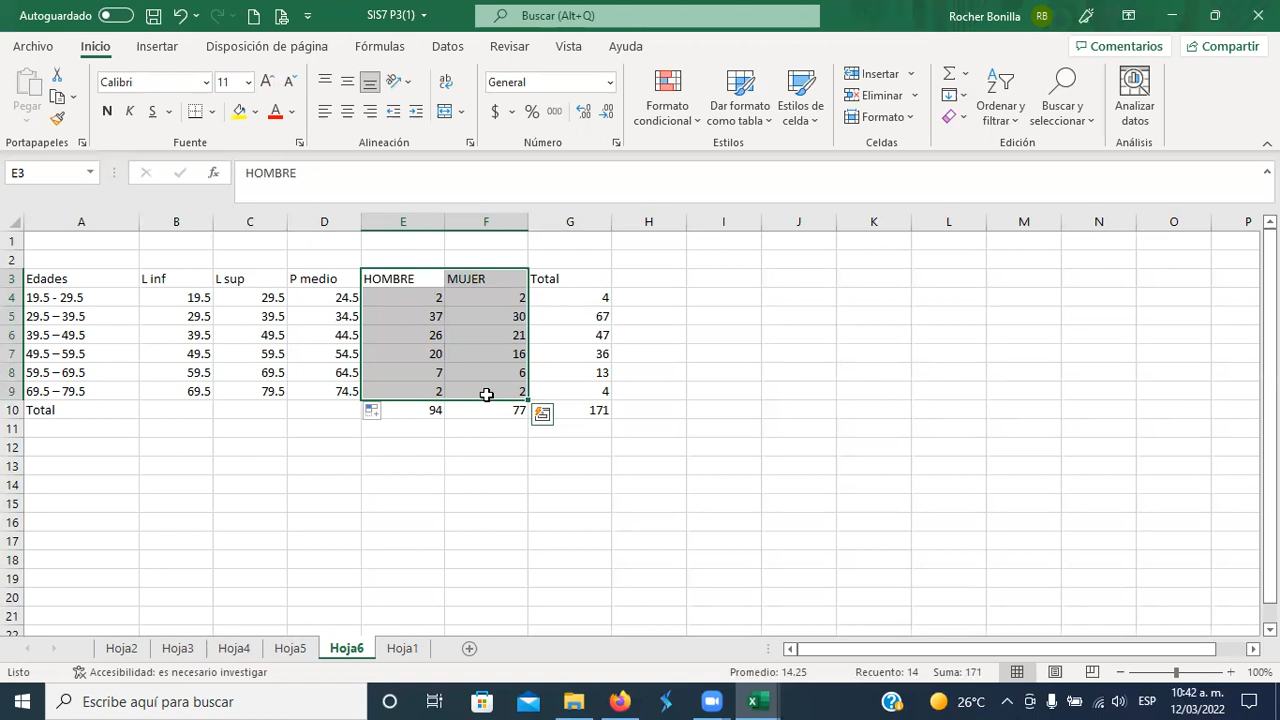 Autoguardado SIS7 P3(1) Buscar (Alt+Q) Rocher Bonilla RB
Archivo Inicio Insertar Disposición de página Fórmulas Datos Revisar Vista Ayuda Comentarios Compartir
Pegar Calibri 11 General Formato condicional Dar formato como tabla Estilos de celda Insertar Eliminar Formato Ordenar y filtrar Buscar y seleccionar Analizar datos
N K S $ % 000
Portapapeles Fuente Alineación Número Estilos Celdas Edición Análisis
E3 fx HOMBRE
A B C D E F G H I J K L M N O P
1
2
3 Edades L inf L sup P medio HOMBRE MUJER Total
4 19.5 - 29.5 19.5 29.5 24.5 2 2 4
5 29.5 – 39.5 29.5 39.5 34.5 37 30 67
6 39.5 – 49.5 39.5 49.5 44.5 26 21 47
7 49.5 – 59.5 49.5 59.5 54.5 20 16 36
8 59.5 – 69.5 59.5 69.5 64.5 7 6 13
9 69.5 – 79.5 69.5 79.5 74.5 2 2 4
10 Total 94 77 171
11
12
13
14
15
16
17
18
19
20
21
22
Hoja2 Hoja3 Hoja4 Hoja5 Hoja6 Hoja1
Listo Accesibilidad: es necesario investigar Promedio: 14.25 Recuento: 14 Suma: 171 100%
Escribe aquí para buscar 26°C ESP 10:42 a. m.
12/03/2022